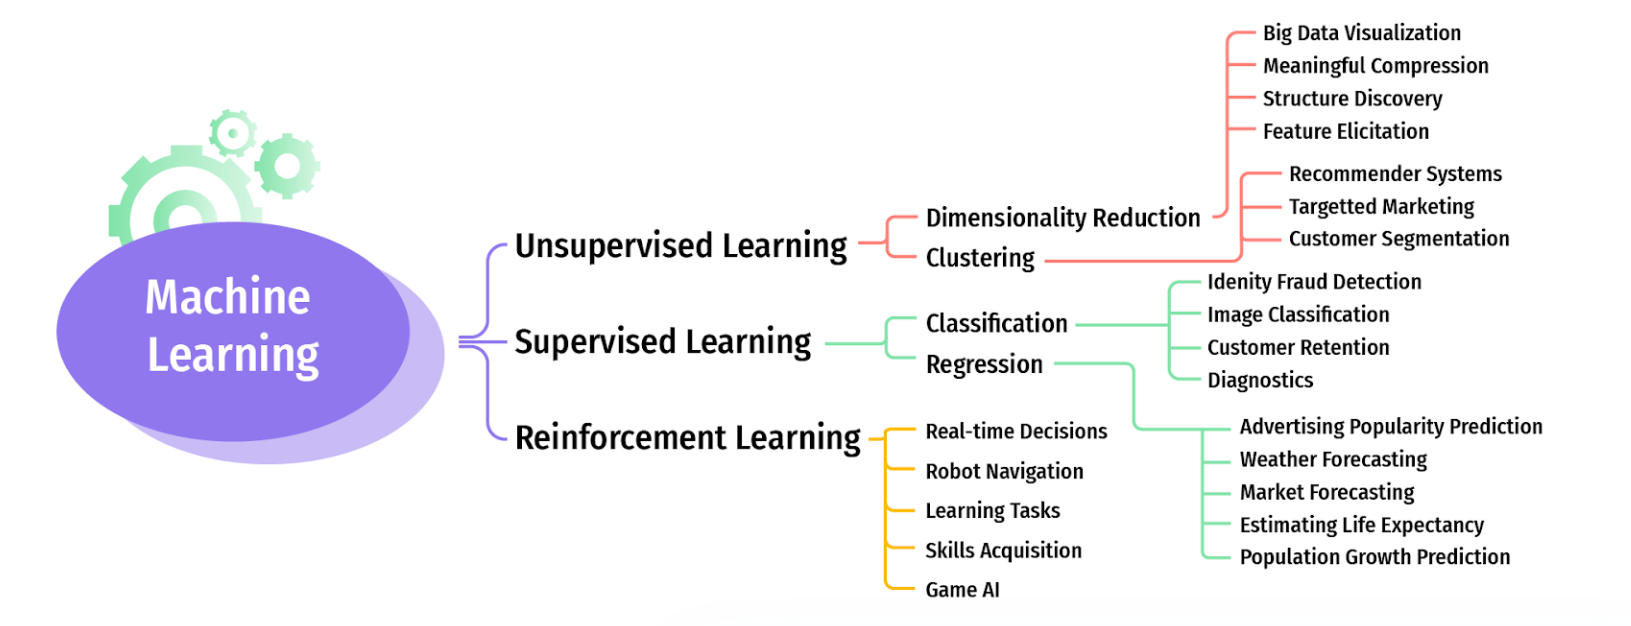 Machine
Learning
Unsupervised Learning
Dimensionality Reduction
Big Data Visualization
Meaningful Compression
Structure Discovery
Feature Elicitation
Clustering
Recommender Systems
Targetted Marketing
Customer Segmentation
Supervised Learning
Classification
Idenity Fraud Detection
Image Classification
Customer Retention
Diagnostics
Regression
Advertising Popularity Prediction
Weather Forecasting
Market Forecasting
Estimating Life Expectancy
Population Growth Prediction
Reinforcement Learning
Real-time Decisions
Robot Navigation
Learning Tasks
Skills Acquisition
Game AI